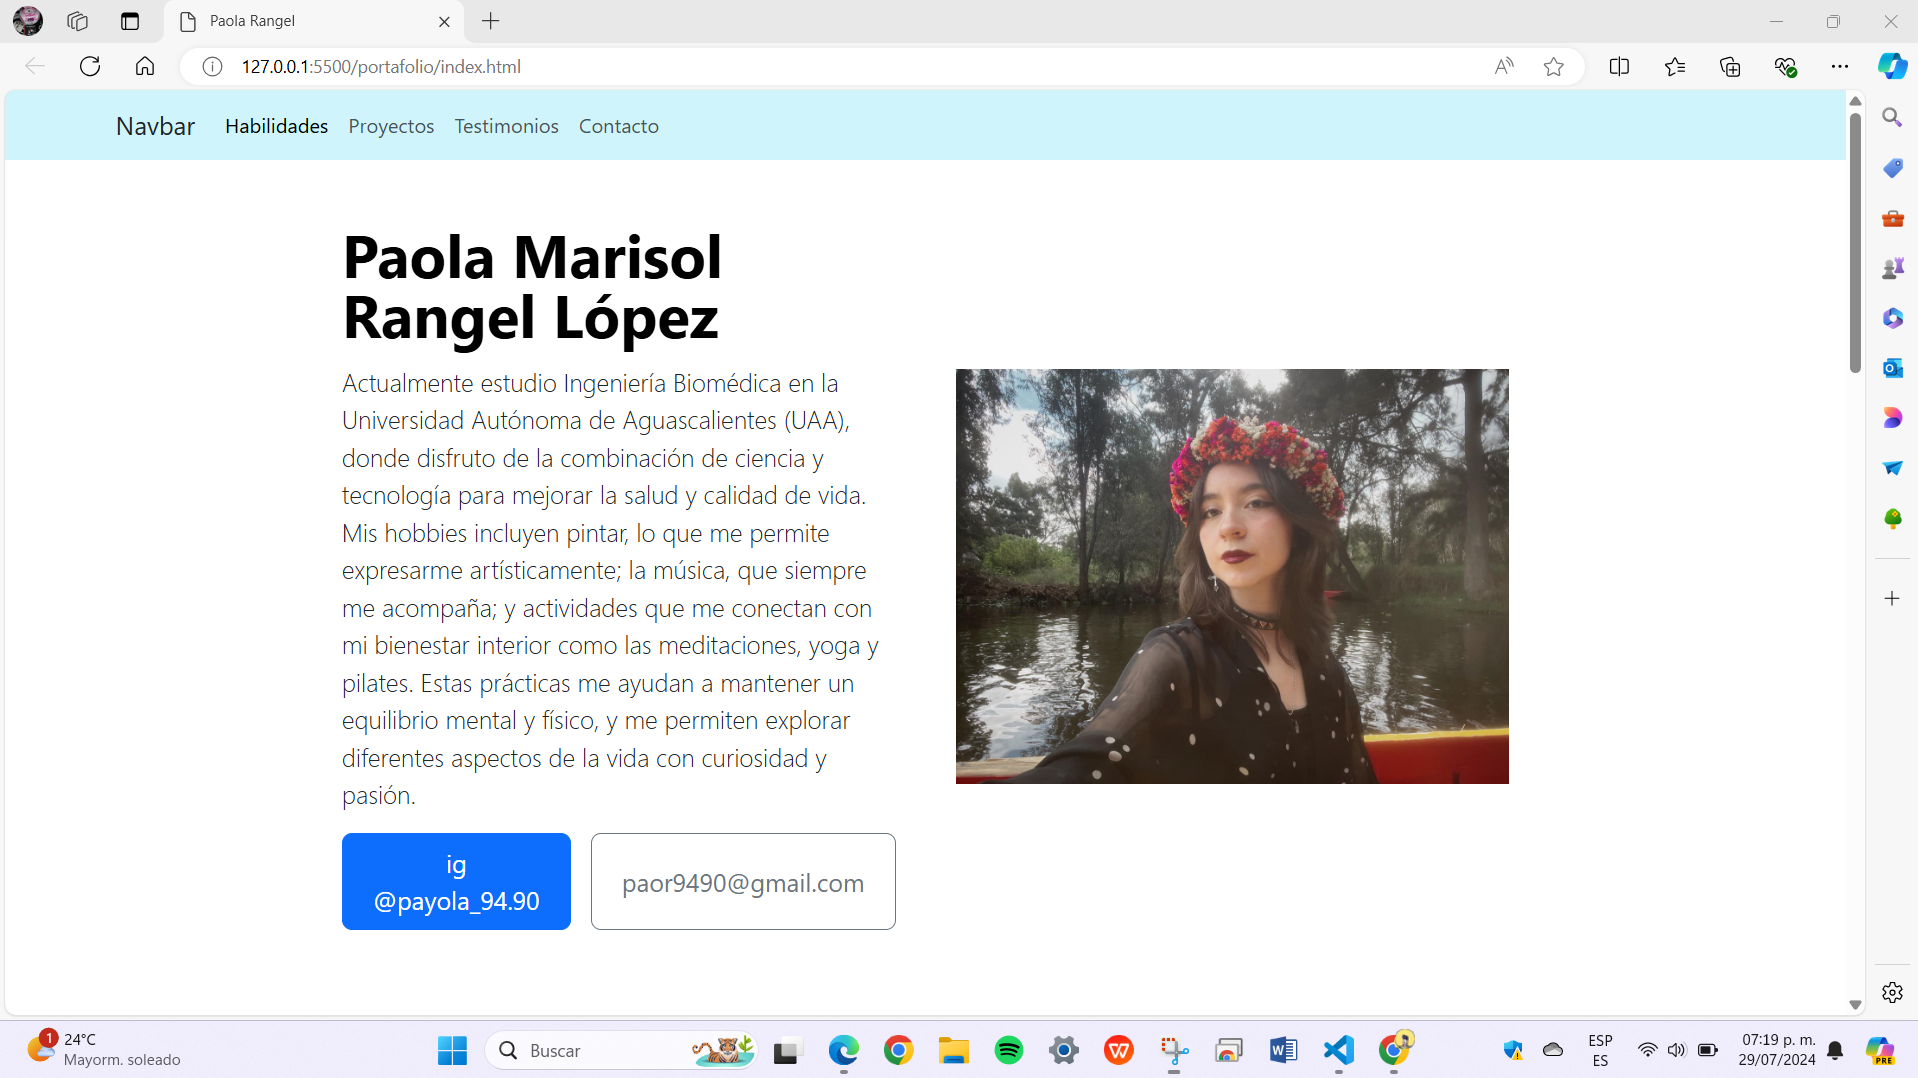 Paola Rangel
127.0.0.1:5500/portafolio/index.html
Navbar Habilidades Proyectos Testimonios Contacto
Paola Marisol
Rangel López
Actualmente estudio Ingeniería Biomédica en la
Universidad Autónoma de Aguascalientes (UAA),
donde disfruto de la combinación de ciencia y
tecnología para mejorar la salud y calidad de vida.
Mis hobbies incluyen pintar, lo que me permite
expresarme artísticamente; la música, que siempre
me acompaña; y actividades que me conectan con
mi bienestar interior como las meditaciones, yoga y
pilates. Estas prácticas me ayudan a mantener un
equilibrio mental y físico, y me permiten explorar
diferentes aspectos de la vida con curiosidad y
pasión.
ig
@payola_94.90
paor9490@gmail.com
1
24°C
Mayorm. soleado
Buscar
ESP
ES
07:19 p. m.
29/07/2024
PRE